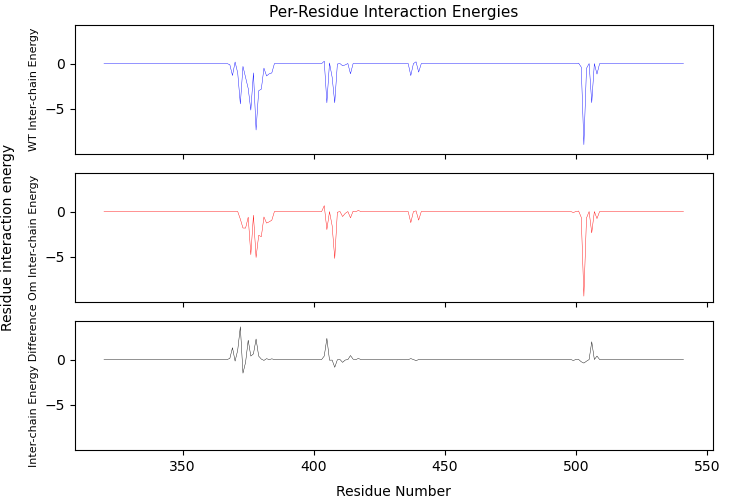 Per-Residue Interaction Energies
Residue interaction energy
WT Inter-chain Energy
0
−5
Om Inter-chain Energy
0
−5
Inter-chain Energy Difference
0
−5
350
400
450
500
550
Residue Number